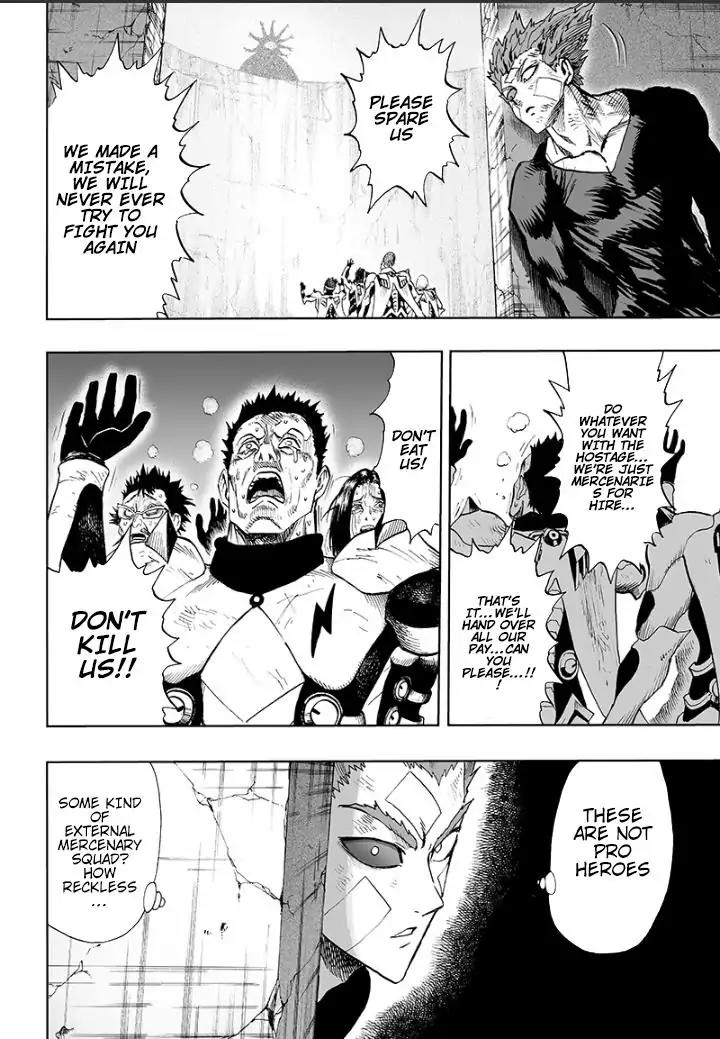 PLEASE
SPARE
US
WE MADE A
MISTAKE,
WE WILL
NEVER EVER
TRY TO
FIGHT YOU
AGAIN
DO
WHATEVER
YOU WANT
WITH THE
HOSTAGE...
WE'RE JUST
MERCENARIE
S FOR
HIRE...
THAT'S
IT...WE'LL
HAND OVER
ALL OUR
PAY...CAN
YOU
PLEASE...!!
!
DON'T
EAT
US!
DON'T
KILL
US!!
THESE
ARE NOT
PRO
HEROES
SOME KIND
OF
EXTERNAL
MERCENARY
SQUAD?
HOW
RECKLESS
...